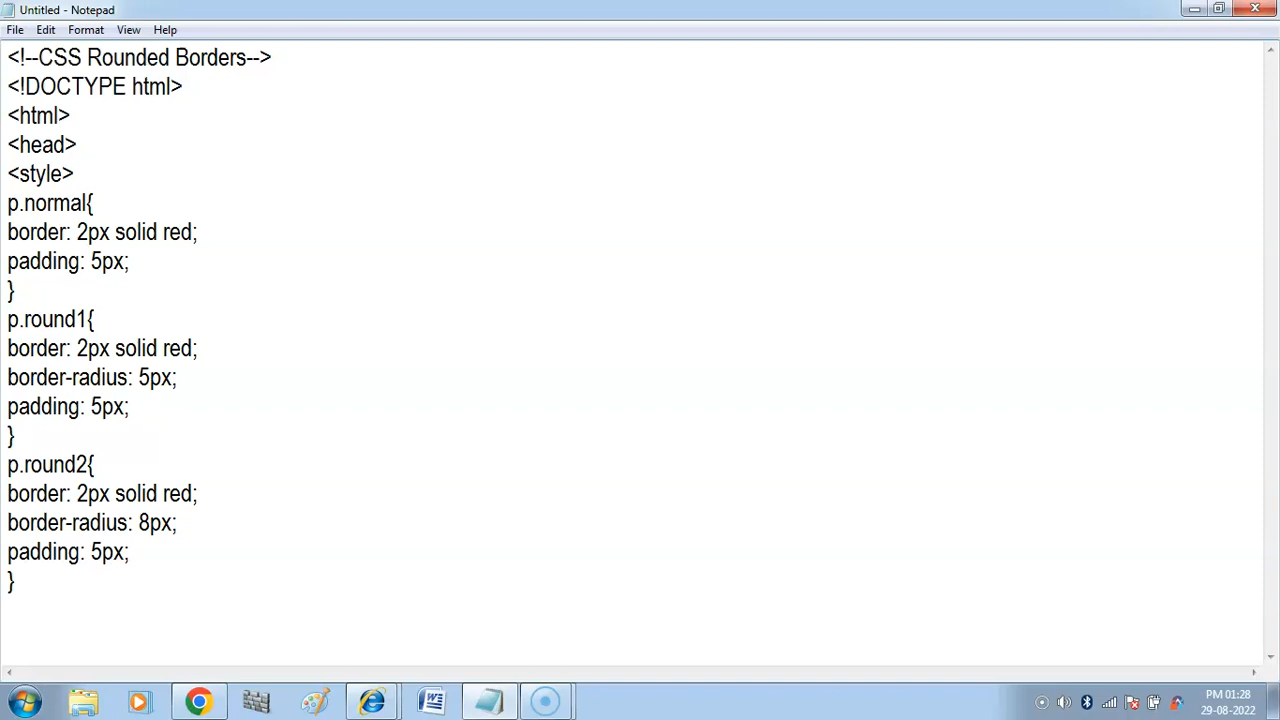 Untitled - Notepad
File Edit Format View Help
<!--CSS Rounded Borders-->
<!DOCTYPE html>
<html>
<head>
<style>
p.normal{
border: 2px solid red;
padding: 5px;
}
p.round1{
border: 2px solid red;
border-radius: 5px;
padding: 5px;
}
p.round2{
border: 2px solid red;
border-radius: 8px;
padding: 5px;
}
PM 01:28
29-08-2022